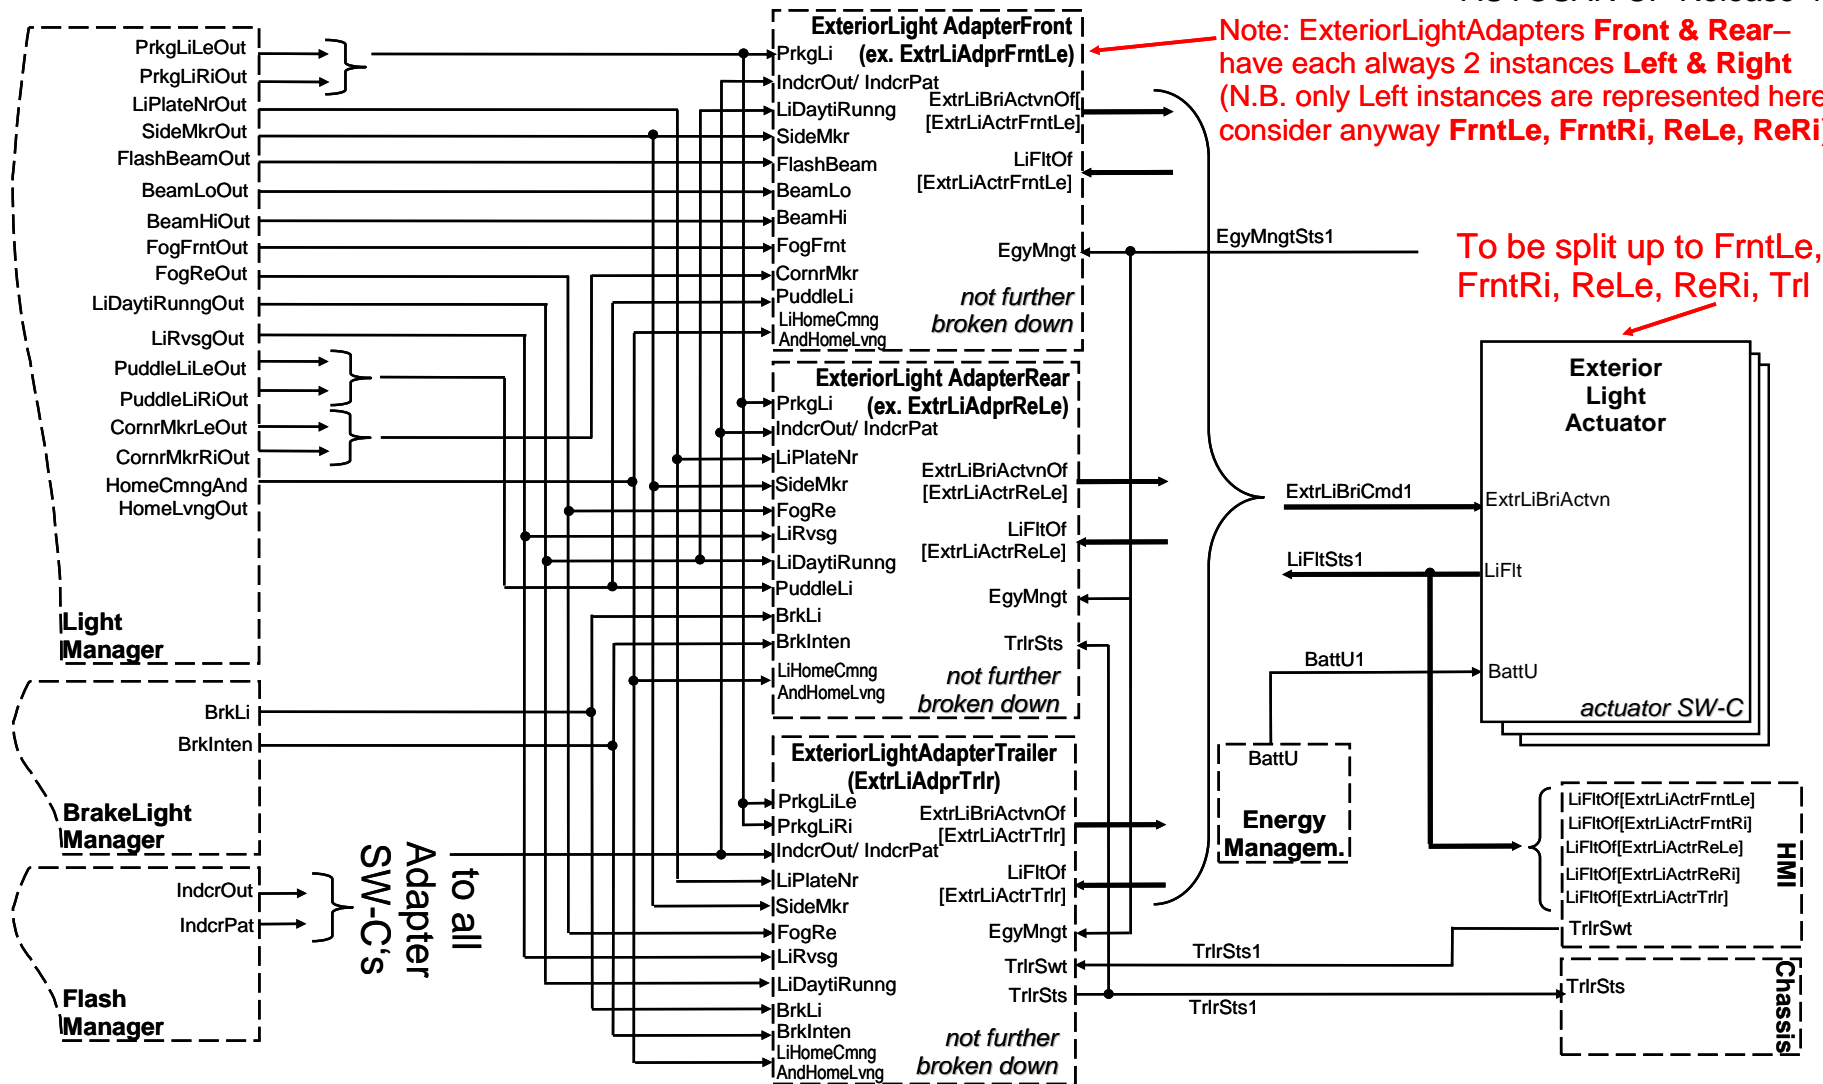 Note: ExteriorLightAdapters Front & Rear–
have each always 2 instances Left & Right
(N.B. only Left instances are represented here
consider anyway FrntLe, FrntRi, ReLe, ReRi)
PrkgLiLeOut
PrkgLiRiOut
LiPlateNrOut
SideMkrOut
FlashBeamOut
BeamLoOut
BeamHiOut
FogFrntOut
FogReOut
LiDaytiRunngOut
LiRvsgOut
PuddleLiLeOut
PuddleLiRiOut
CornrMkrLeOut
CornrMkrRiOut
HomeCmngAnd
HomeLvngOut
Light
Manager
BrkLi
BrkInten
BrakeLight
Manager
IndcrOut
IndcrPat
Flash
Manager
to all
Adapter
SW-C's
ExteriorLight AdapterFront
(ex. ExtrLiAdprFrntLe)
PrkgLi
IndcrOut/ IndcrPat
LiDaytiRunng
SideMkr
FlashBeam
BeamLo
BeamHi
FogFrnt
CornrMkr
PuddleLi
LiHomeCmng
AndHomeLvng
ExtrLiBriActvnOf[
[ExtrLiActrFrntLe]
LiFltOf
[ExtrLiActrFrntLe]
EgyMngt
not further
broken down
ExteriorLight AdapterRear
(ex. ExtrLiAdprReLe)
PrkgLi
IndcrOut/ IndcrPat
LiPlateNr
SideMkr
FogRe
LiRvsg
LiDaytiRunng
PuddleLi
BrkLi
BrkInten
LiHomeCmng
AndHomeLvng
ExtrLiBriActvnOf
[ExtrLiActrReLe]
LiFltOf
[ExtrLiActrReLe]
EgyMngt
TrlrSts
not further
broken down
ExteriorLightAdapterTrailer
(ExtrLiAdprTrlr)
PrkgLiLe
PrkgLiRi
IndcrOut/ IndcrPat
LiPlateNr
SideMkr
FogRe
LiRvsg
LiDaytiRunng
BrkLi
BrkInten
LiHomeCmng
AndHomeLvng
ExtrLiBriActvnOf
[ExtrLiActrTrlr]
LiFltOf
[ExtrLiActrTrlr]
EgyMngt
TrlrSwt
TrlrSts
not further
broken down
EgyMngtSts1
To be split up to FrntLe,
FrntRi, ReLe, ReRi, Trl
Exterior
Light
Actuator
ExtrLiBriCmd1
ExtrLiBriActvn
LiFltSts1
LiFlt
BattU1
BattU
actuator SW-C
BattU
Energy
Managem.
LiFltOf[ExtrLiActrFrntLe]
LiFltOf[ExtrLiActrFrntRi]
LiFltOf[ExtrLiActrReLe]
LiFltOf[ExtrLiActrReRi]
LiFltOf[ExtrLiActrTrlr]
TrlrSwt
HMI
TrlrSts1
TrlrSts
Chassis
TrlrSts1